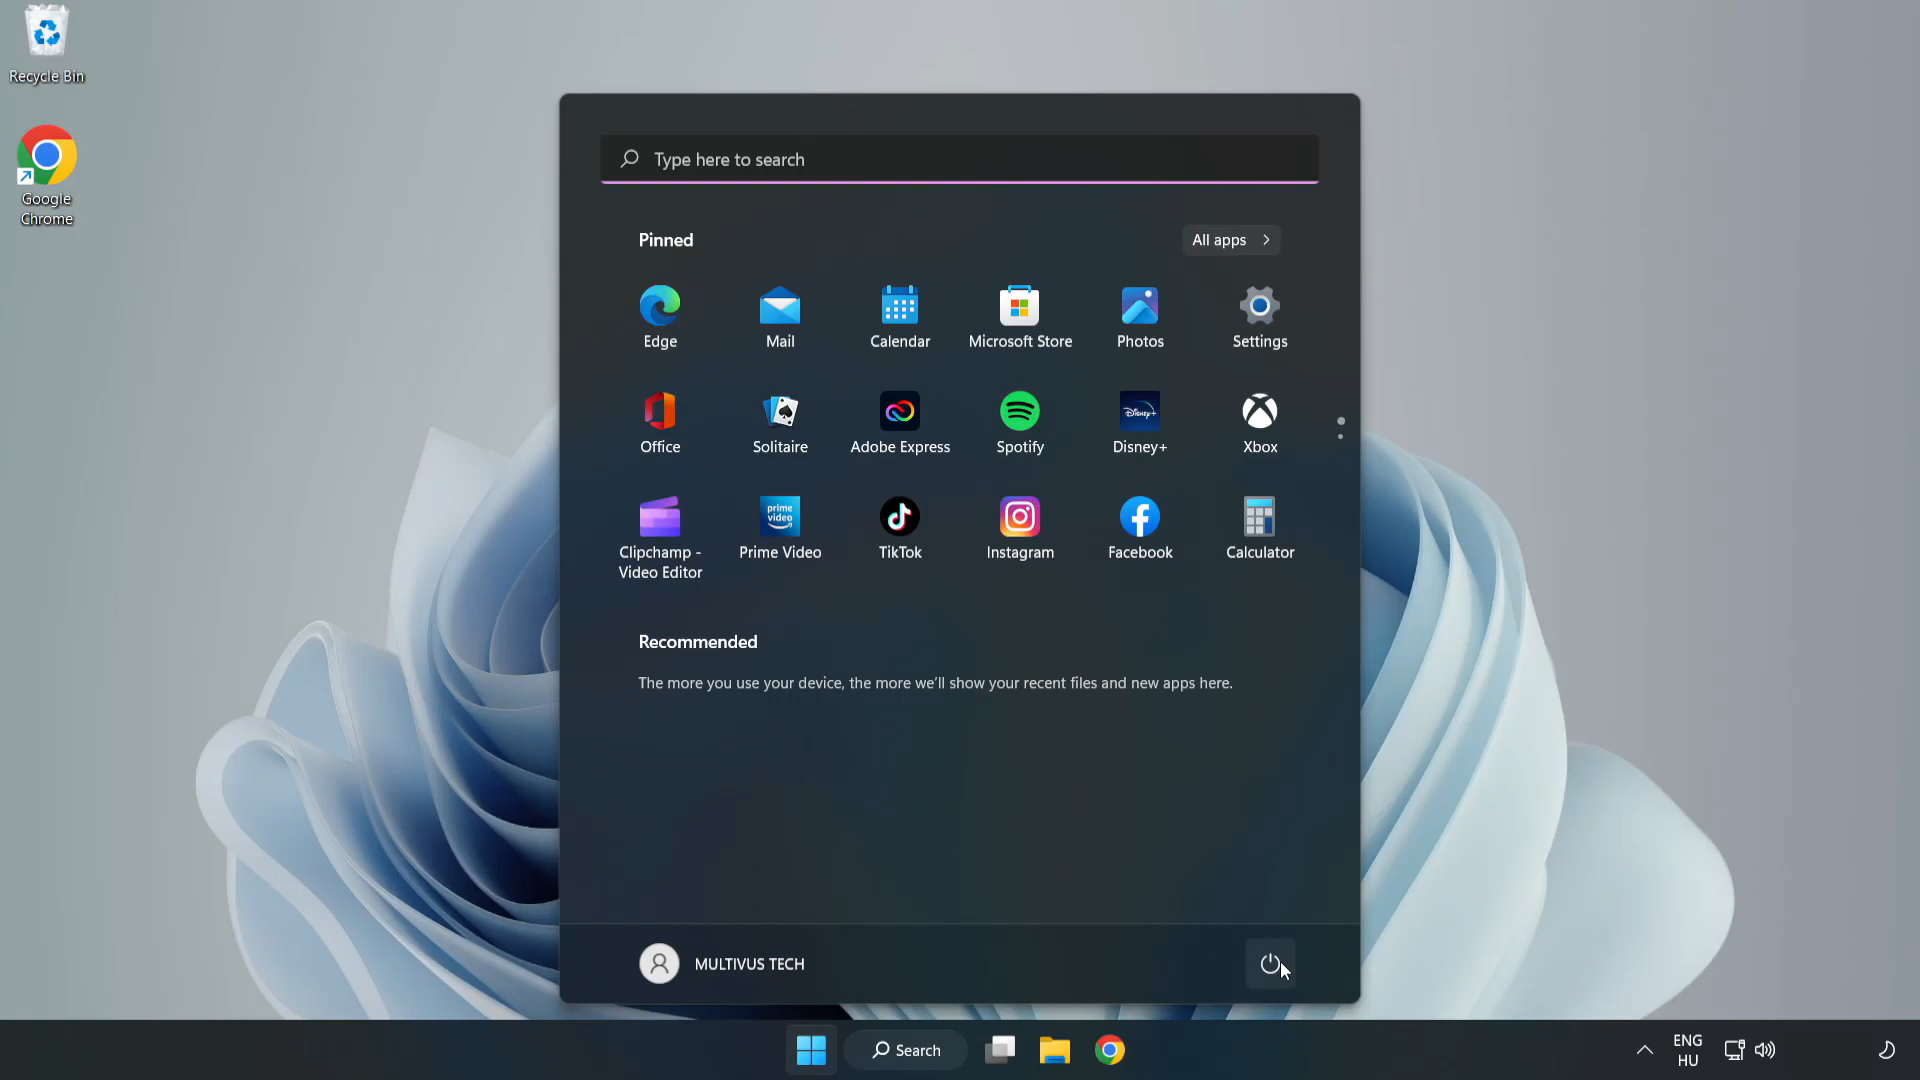 Recycle Bin
Google
Chrome
Type here to search
Pinned
All apps
Edge
Mail
Calendar
Microsoft Store
Photos
Settings
Office
Solitaire
Adobe Express
Spotify
Disney+
Disney+
Xbox
prime
video
Clipchamp -
Video Editor
Prime Video
TikTok
Instagram
Facebook
Calculator
Recommended
The more you use your device, the more we'll show your recent files and new apps here.
MULTIVUS TECH
Search
ENG
HU